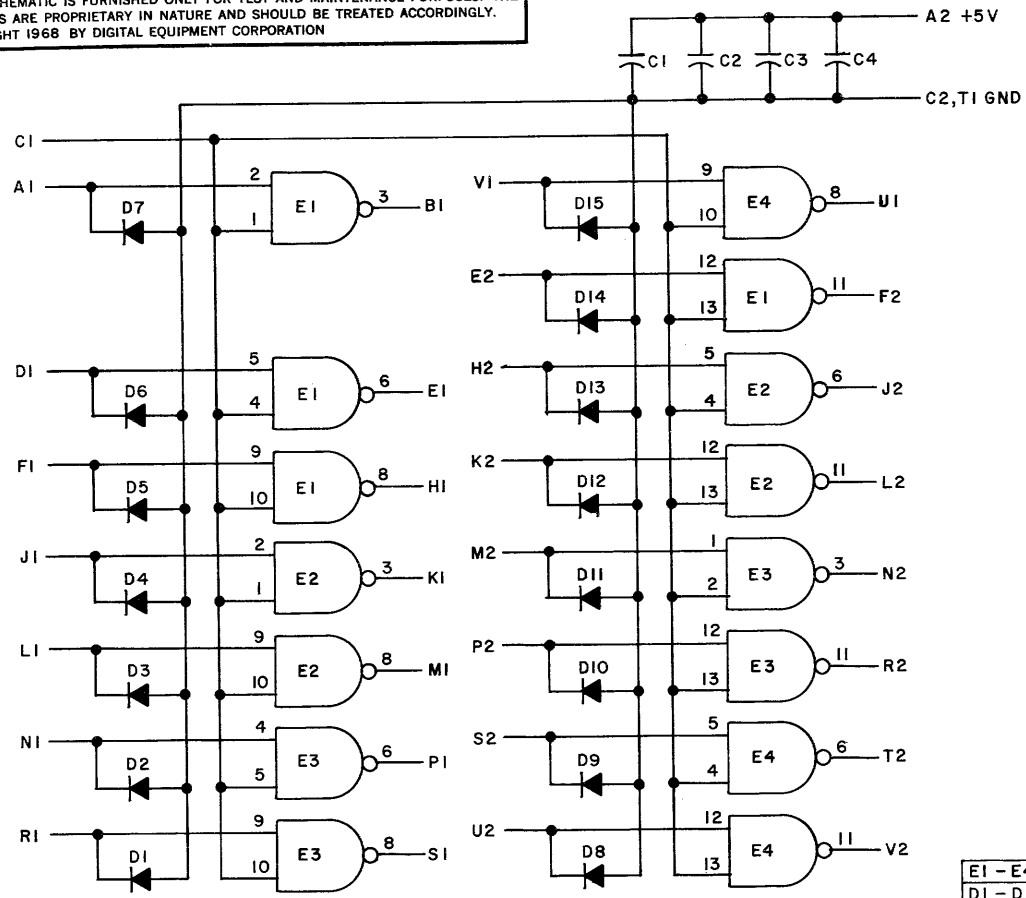 HEMATIC IS FURNISHED ONLY FOR TEST AND MAINTENANCE PURPOSES. THE
S ARE PROPRIETARY IN NATURE AND SHOULD BE TREATED ACCORDINGLY.
GHT 1968 BY DIGITAL EQUIPMENT CORPORATION
A2 +5V
C1 C2 C3 C4
C2,T1 GND
C1
A1 D7 2 1 E1 3 B1
D1 D6 5 4 E1 6 E1
F1 D5 9 10 E1 8 H1
J1 D4 2 1 E2 3 K1
L1 D3 9 10 E2 8 M1
N1 D2 4 5 E3 6 P1
R1 D1 9 10 E3 8 S1
V1 D15 9 10 E4 8 U1
E2 D14 12 13 E1 11 F2
H2 D13 5 4 E2 6 J2
K2 D12 12 13 E2 11 L2
M2 D11 1 2 E3 3 N2
P2 D10 12 13 E3 11 R2
S2 D9 5 4 E4 6 T2
U2 D8 12 13 E4 11 V2
E1 - E4
D1 - D